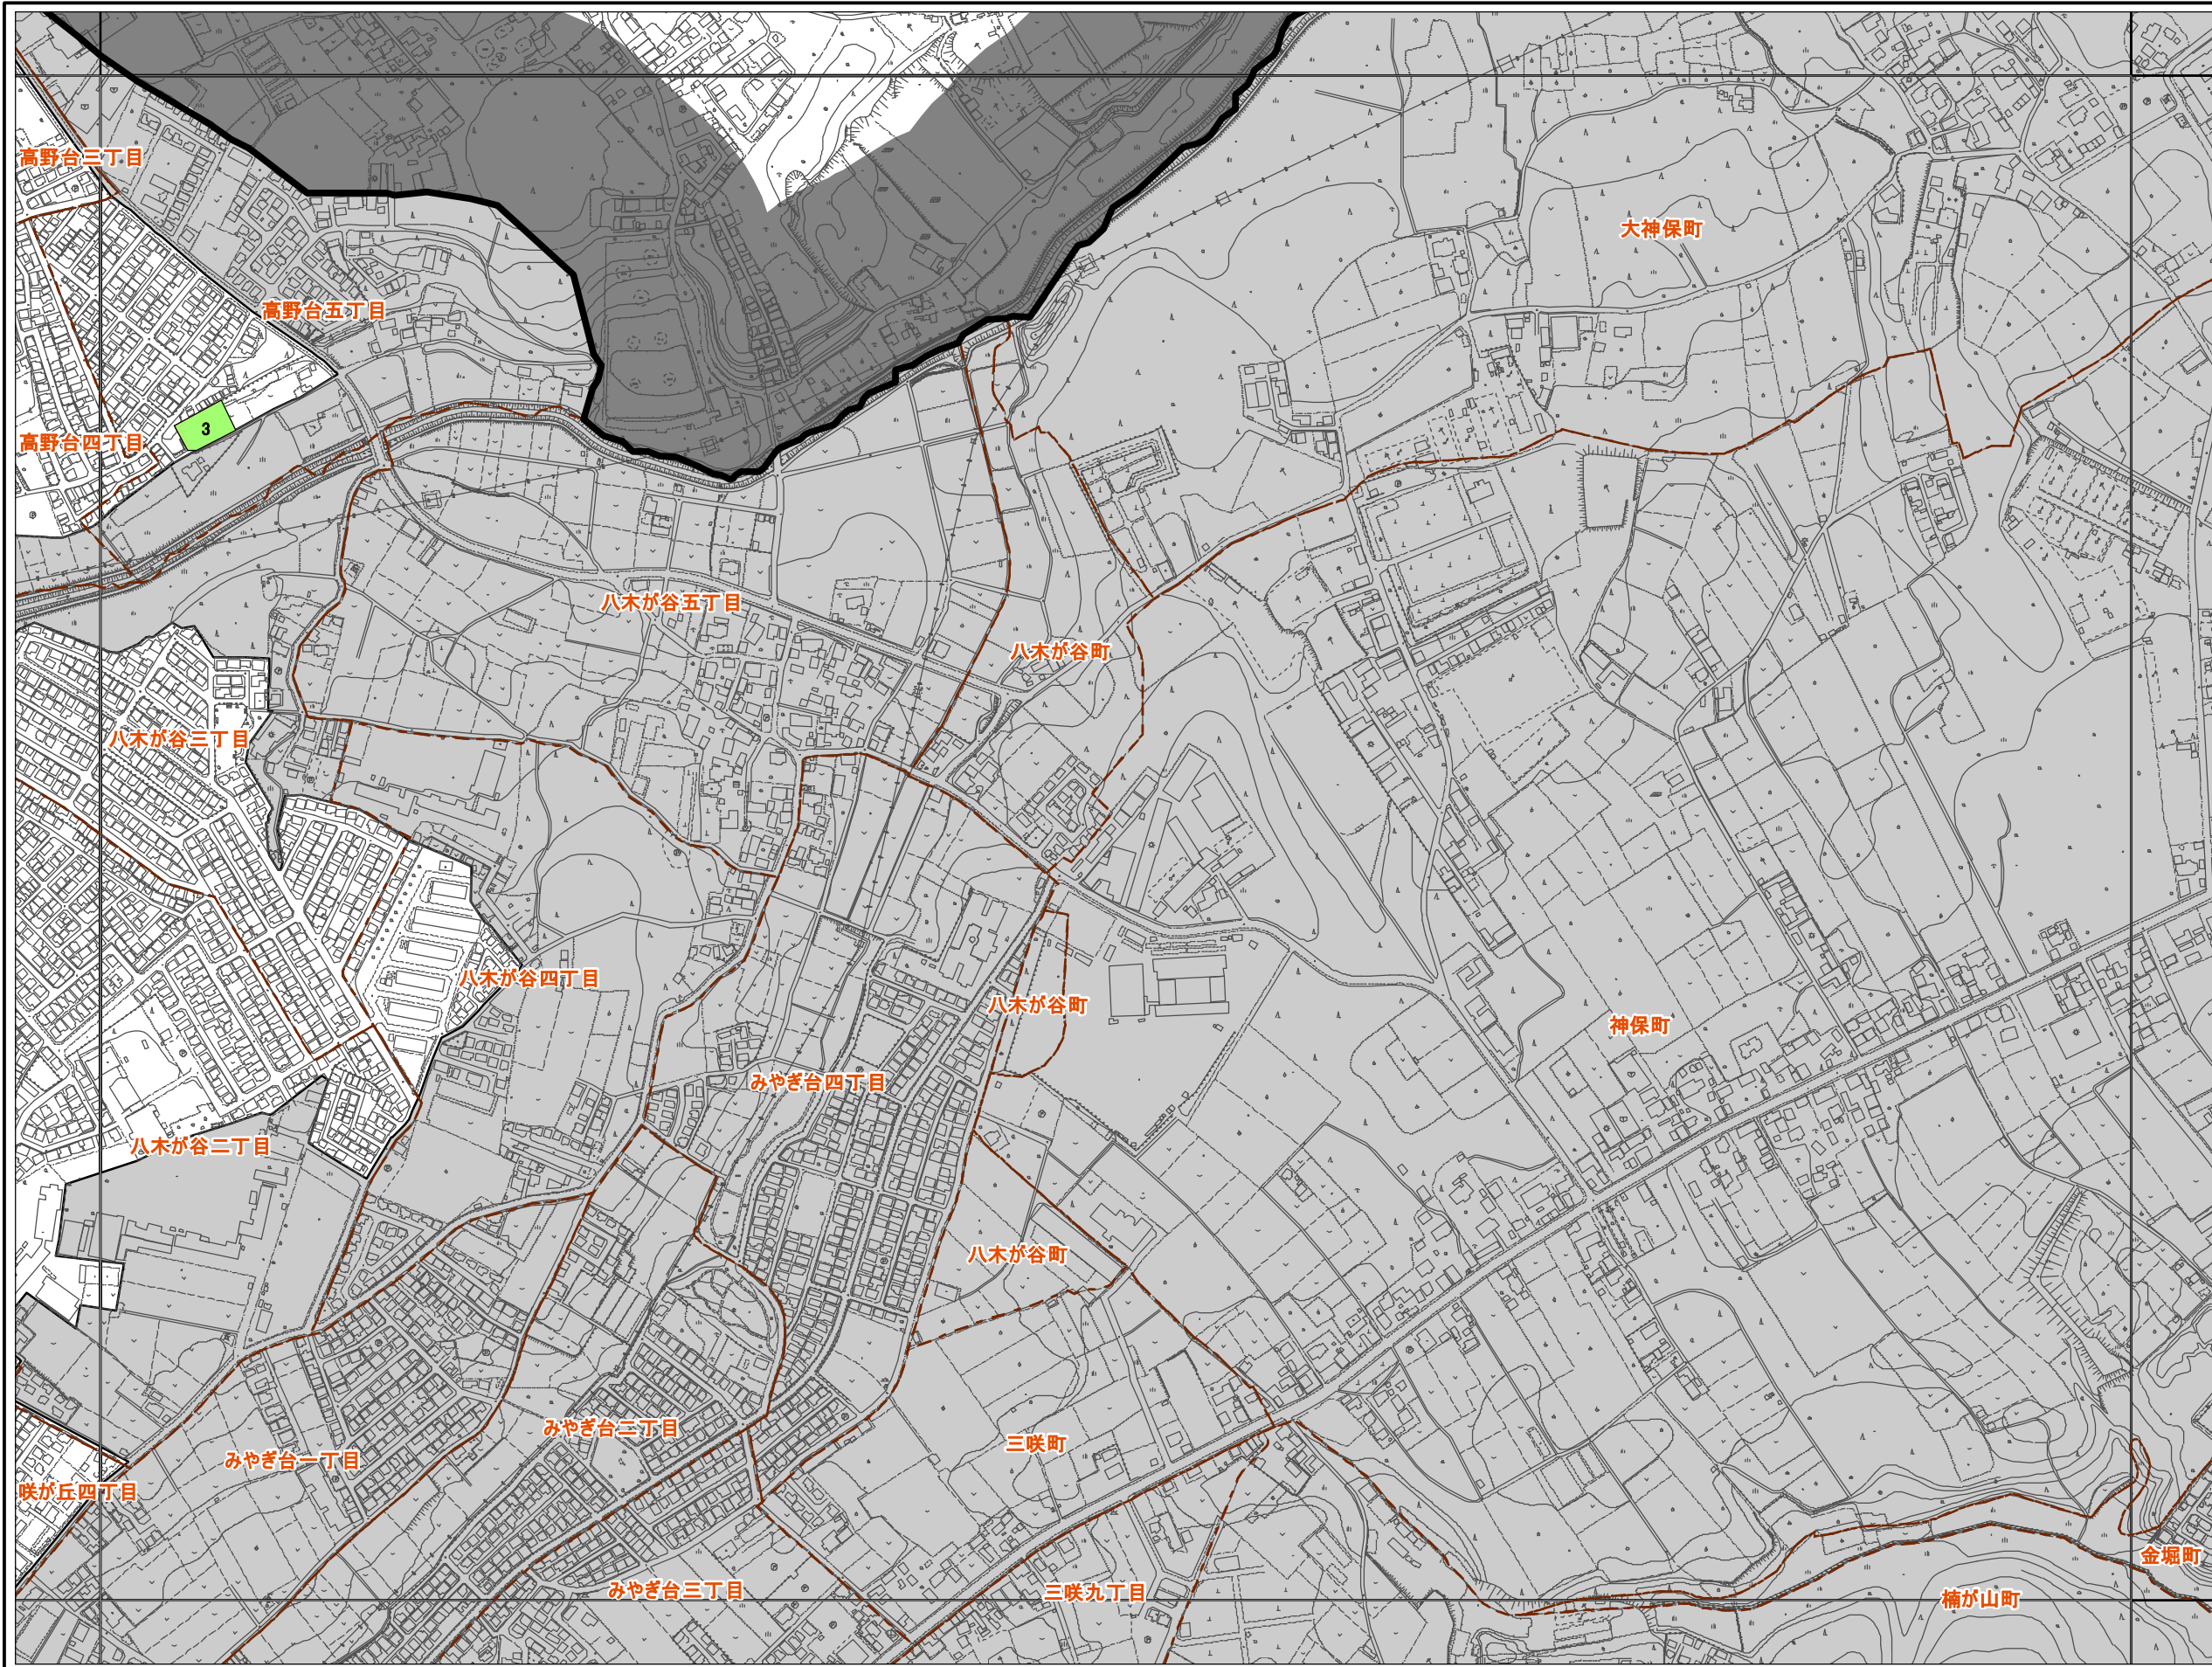 高野台三丁目
大神保町
高野台五丁目
3
高野台四丁目
八木が谷五丁目
八木が谷町
八木が谷三丁目
八木が谷四丁目
八木が谷町
神保町
みやぎ台四丁目
八木が谷二丁目
八木が谷町
みやぎ台二丁目
三咲町
みやぎ台一丁目
咲が丘四丁目
金堀町
みやぎ台三丁目
三咲九丁目
楠が山町